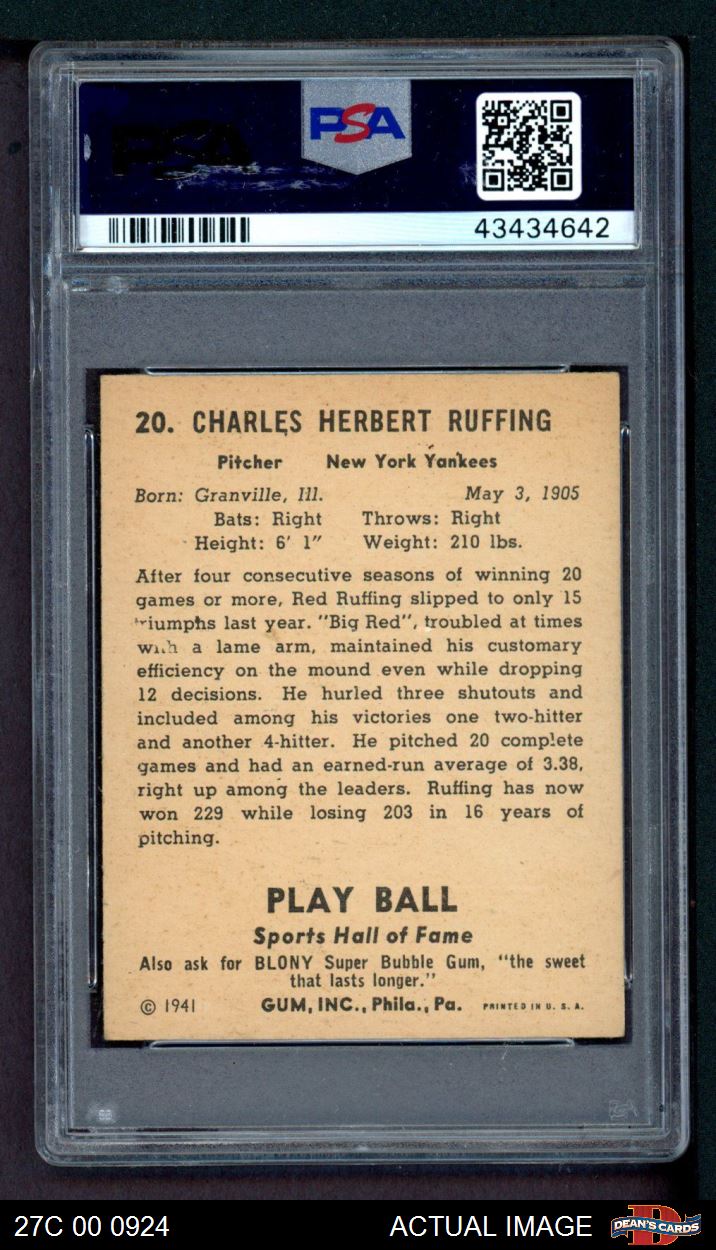 PSA
PSA
43434642
20. CHARLES HERBERT RUFFING
Pitcher New York Yankees
Born: Granville, Ill. May 3, 1905
Bats: Right Throws: Right
Height: 6' 1" Weight: 210 lbs.
After four consecutive seasons of winning 20
games or more, Red Ruffing slipped to only 15
riumphs last year. "Big Red", troubled at times
with a lame arm, maintained his customary
efficiency on the mound even while dropping
12 decisions. He hurled three shutouts and
included among his victories one two-hitter
and another 4-hitter. He pitched 20 complete
games and had an earned-run average of 3.38,
right up among the leaders. Ruffing has now
won 229 while losing 203 in 16 years of
pitching.
PLAY BALL
Sports Hall of Fame
Also ask for BLONY Super Bubble Gum, "the sweet
that lasts longer."
© 1941 GUM, INC., Phila., Pa. PRINTED IN U. S. A.
27C 00 0924 ACTUAL IMAGE DEAN'S CARDS